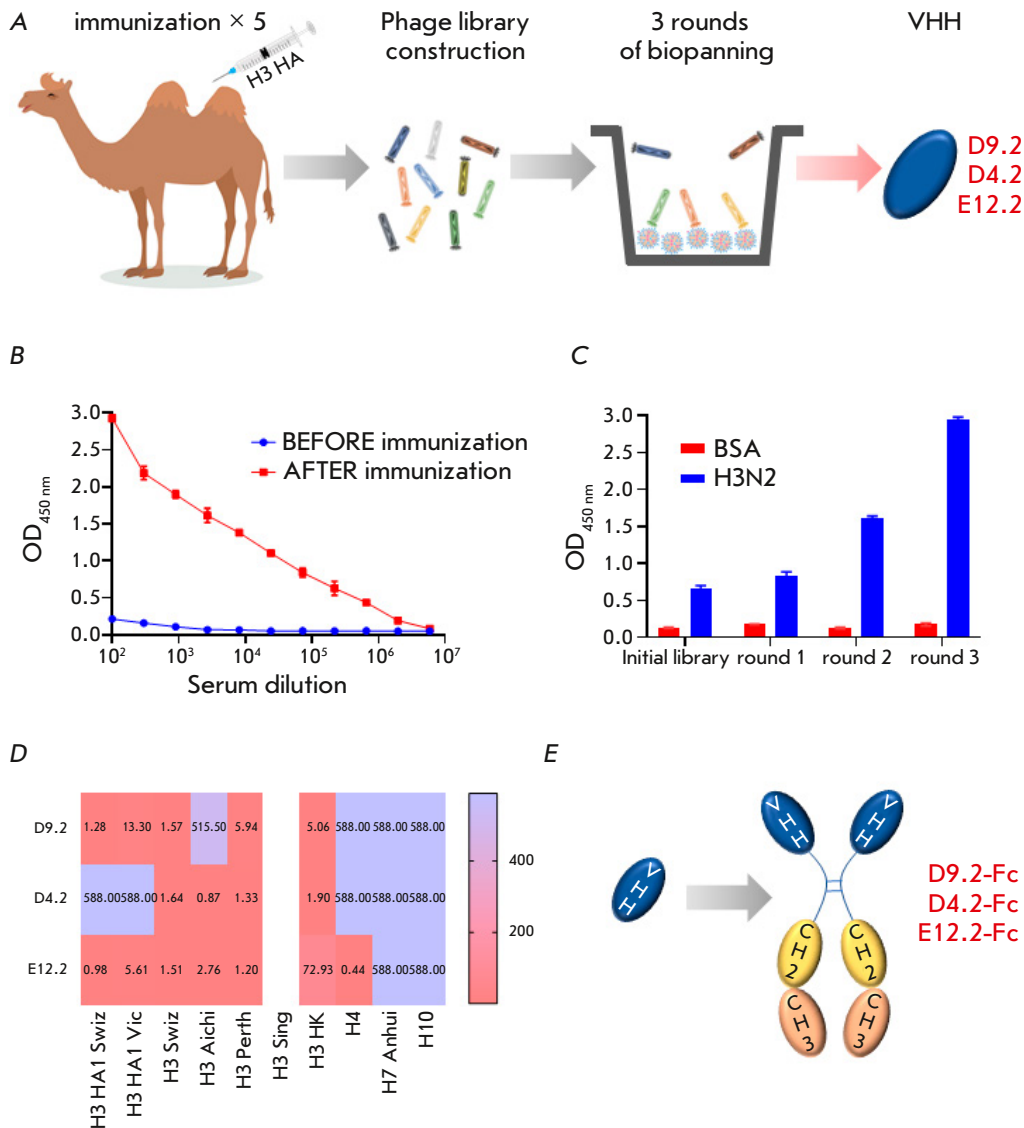 A
immunization × 5
Phage library
construction
3 rounds
of biopanning
VHH
H3 HA
D9.2
D4.2
E12.2
B
3.0
2.5
2.0
1.5
1.0
0.5
0.0
OD450 nm
BEFORE immunization
AFTER immunization
10² 10³ 10⁴ 10⁵ 10⁶ 10⁷
Serum dilution
C
3.0
2.5
2.0
1.5
1.0
0.5
0.0
OD450 nm
BSA
H3N2
Initial library round 1 round 2 round 3
D
D9.2 1.28 13.30 1.57 515.50 5.94 5.06 588.00 588.00 588.00
D4.2 588.00 588.00 1.64 0.87 1.33 1.90 588.00 588.00 588.00
E12.2 0.98 5.61 1.51 2.76 1.20 72.93 0.44 588.00 588.00
H3 HA1 Swiz
H3 HA1 Vic
H3 Swiz
H3 Aichi
H3 Perth
H3 Sing
H3 HK
H4
H7 Anhui
H10
400
200
E
VHH
VHH
VHH
CH2
CH2
CH3
CH3
D9.2-Fc
D4.2-Fc
E12.2-Fc